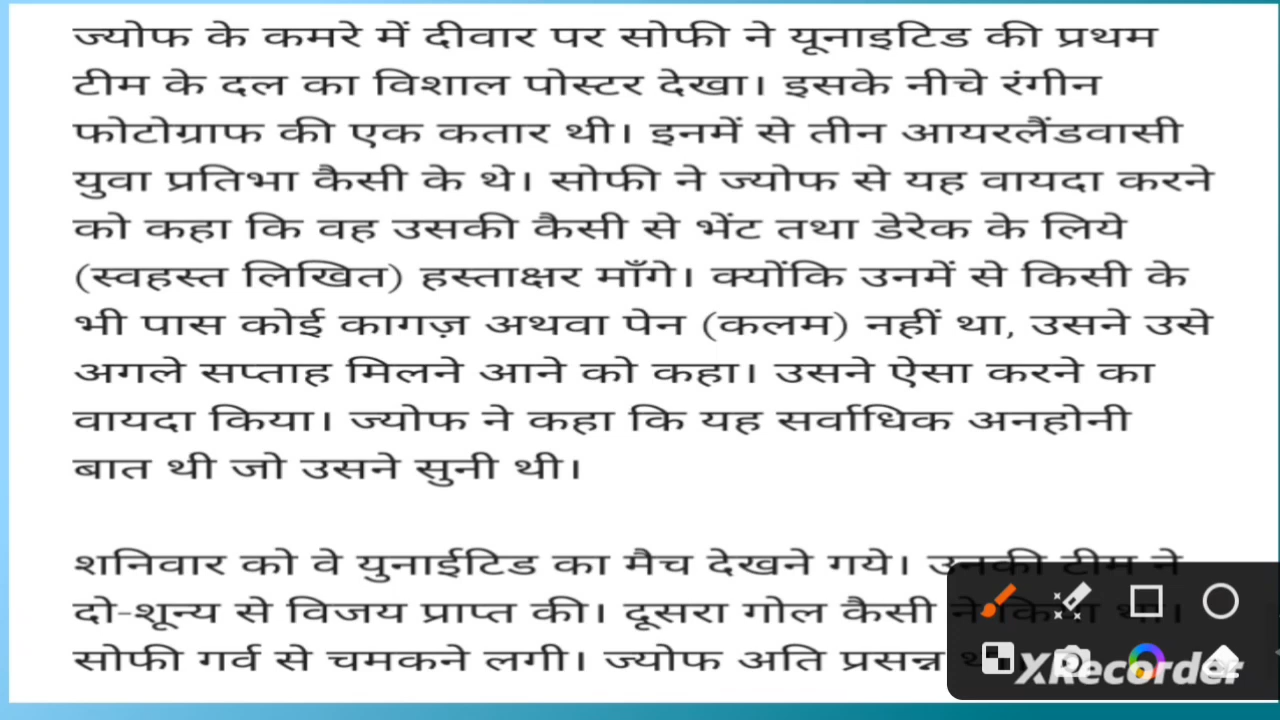 ज्योफ के कमरे में दीवार पर सोफी ने यूनाइटिड की प्रथम
टीम के दल का विशाल पोस्टर देखा। इसके नीचे रंगीन
फोटोग्राफ की एक कतार थी। इनमें से तीन आयरलैंडवासी
युवा प्रतिभा कैसी के थे। सोफी ने ज्योफ से यह वायदा करने
को कहा कि वह उसकी कैसी से भेंट तथा डेरेक के लिये
(स्वहस्त लिखित) हस्ताक्षर माँगे। क्योंकि उनमें से किसी के
भी पास कोई कागज़ अथवा पेन (कलम) नहीं था, उसने उसे
अगले सप्ताह मिलने आने को कहा। उसने ऐसा करने का
वायदा किया। ज्योफ ने कहा कि यह सर्वाधिक अनहोनी
बात थी जो उसने सुनी थी।
शनिवार को वे युनाईटिड का मैच देखने गये। उनकी टीम ने
दो-शून्य से विजय प्राप्त की। दूसरा गोल कैसी ने किया था।
सोफी गर्व से चमकने लगी। ज्योफ अति प्रसन्न
XRecorder